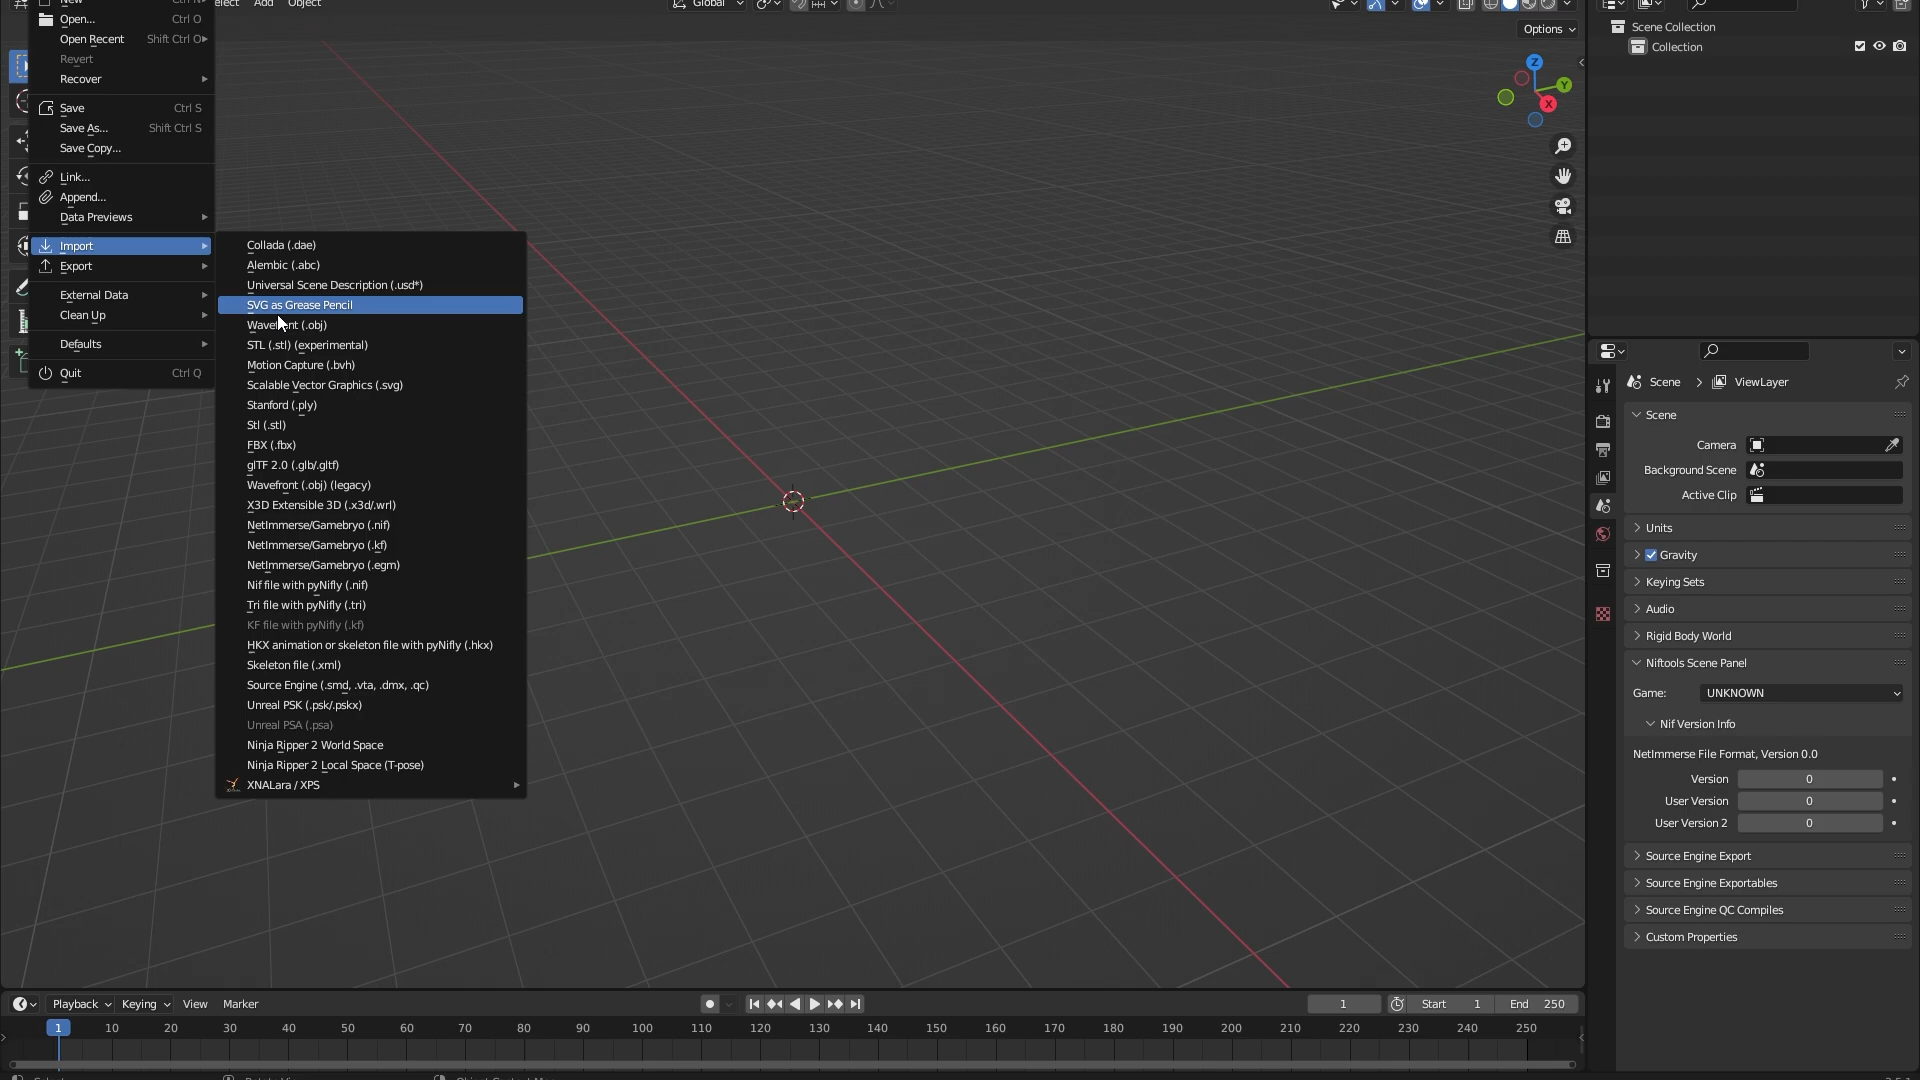 New Ctrl N
Open... Ctrl O
Open Recent Shift Ctrl O
Revert
Recover
Save Ctrl S
Save As... Shift Ctrl S
Save Copy...
Link...
Append...
Data Previews
Import
Export
External Data
Clean Up
Defaults
Quit Ctrl Q
Select Add Object
Global
Options
Z
Y
X
Collada (.dae)
Alembic (.abc)
Universal Scene Description (.usd*)
SVG as Grease Pencil
Wavefront (.obj)
STL (.stl) (experimental)
Motion Capture (.bvh)
Scalable Vector Graphics (.svg)
Stanford (.ply)
Stl (.stl)
FBX (.fbx)
glTF 2.0 (.glb/.gltf)
Wavefront (.obj) (legacy)
X3D Extensible 3D (.x3d/.wrl)
NetImmerse/Gamebryo (.nif)
NetImmerse/Gamebryo (.kf)
NetImmerse/Gamebryo (.egm)
Nif file with pyNifly (.nif)
Tri file with pyNifly (.tri)
KF file with pyNifly (.kf)
HKX animation or skeleton file with pyNifly (.hkx)
Skeleton file (.xml)
Source Engine (.smd, .vta, .dmx, .qc)
Unreal PSK (.psk/.pskx)
Unreal PSA (.psa)
Ninja Ripper 2 World Space
Ninja Ripper 2 Local Space (T-pose)
XNALara / XPS
Scene Collection
Collection
Scene ViewLayer
Scene
Camera
Background Scene
Active Clip
Units
Gravity
Keying Sets
Audio
Rigid Body World
Niftools Scene Panel
Game: UNKNOWN
Nif Version Info
NetImmerse File Format, Version 0.0
Version 0
User Version 0
User Version 2 0
Source Engine Export
Source Engine Exportables
Source Engine QC Compiles
Custom Properties
Playback Keying View Marker
1 Start 1 End 250
1 10 20 30 40 50 60 70 80 90 100 110 120 130 140 150 160 170 180 190 200 210 220 230 240 250